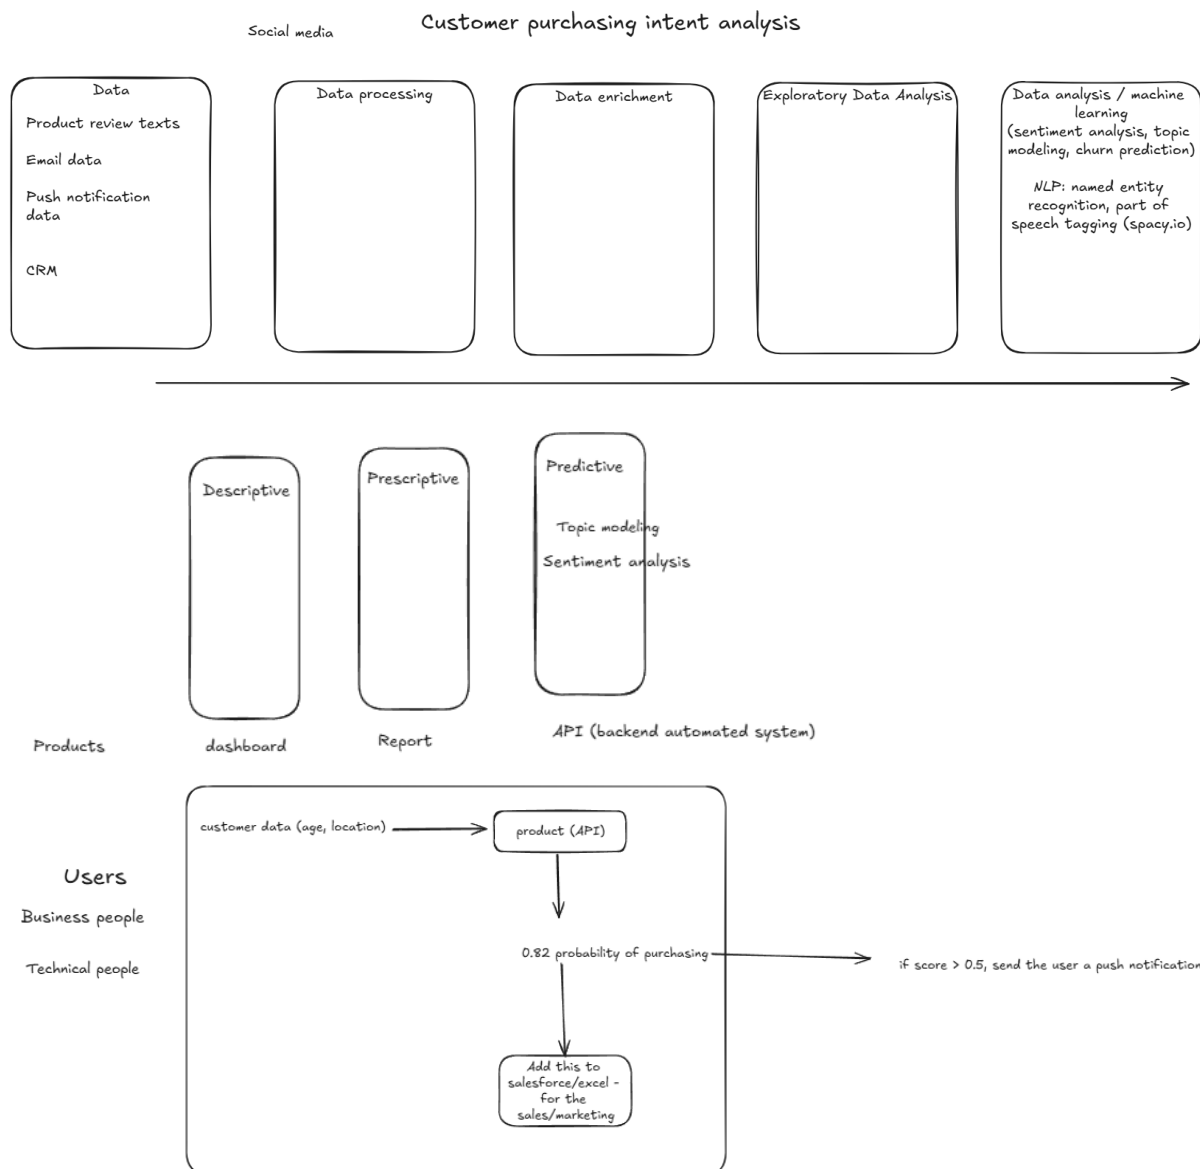 Customer purchasing intent analysis
Social media
Data
Product review texts
Email data
Push notification
data
CRM
Data processing
Data enrichment
Exploratory Data Analysis
Data analysis / machine
learning
(sentiment analysis, topic
modeling, churn prediction)
NLP: named entity
recognition, part of
speech tagging (spacy.io)
Descriptive
Prescriptive
Predictive
Topic modeling
Sentiment analysis
Products
dashboard
Report
API (backend automated system)
customer data (age, location)
product (API)
Users
Business people
Technical people
0.82 probability of purchasing
if score > 0.5, send the user a push notification
Add this to
salesforce/excel -
for the
sales/marketing